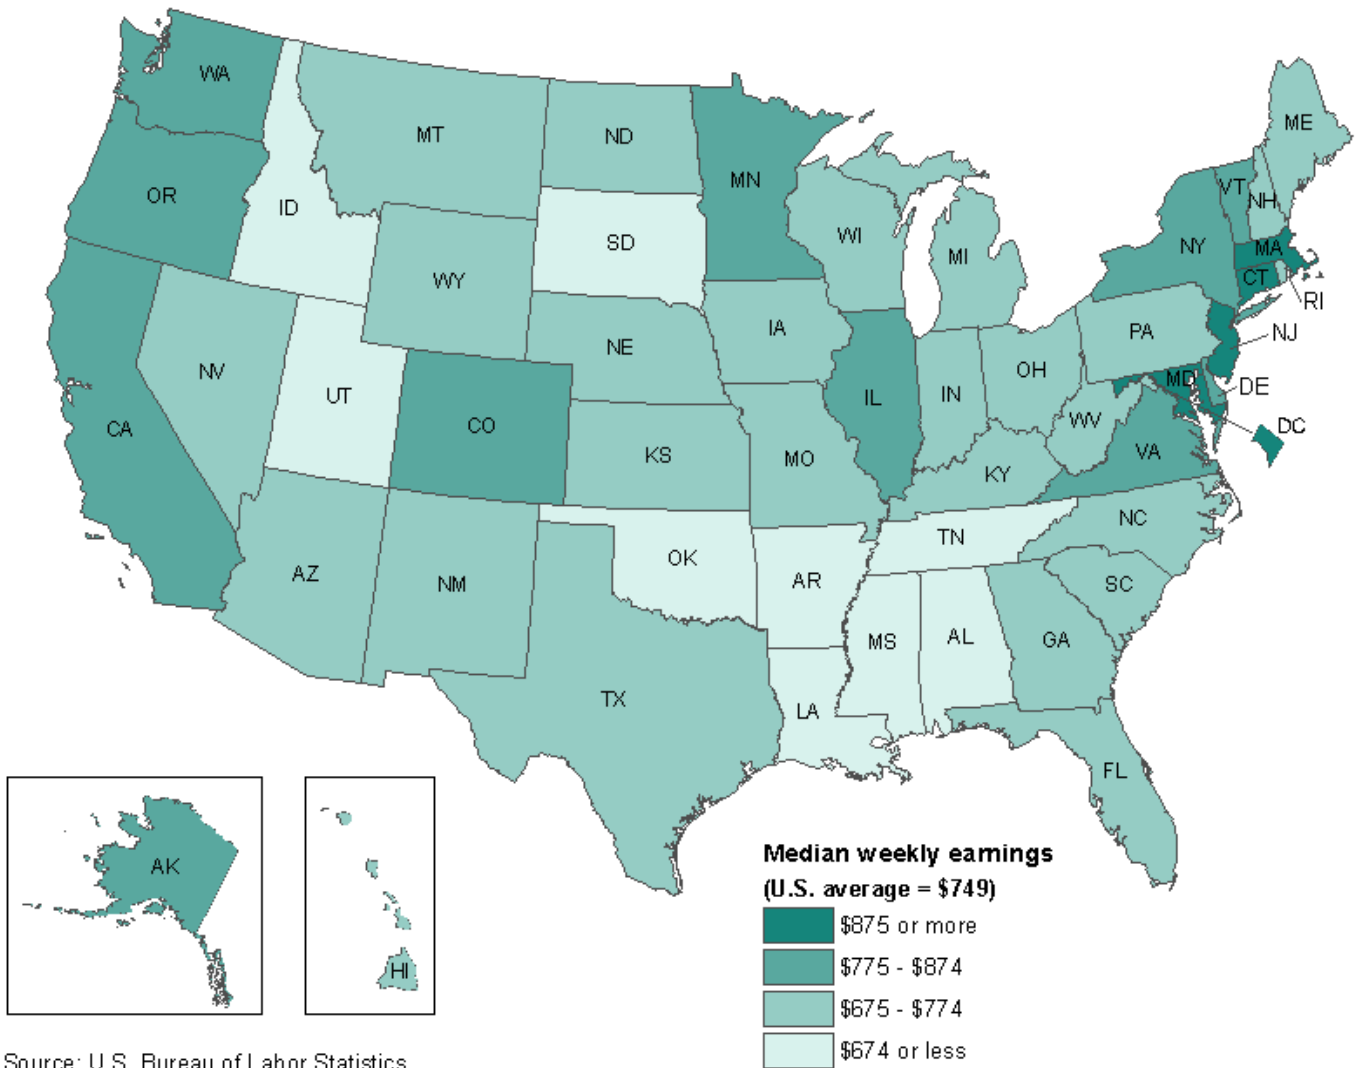 WA
MT
ND
MN
ME
OR
ID
SD
WI
MI
VT
NH
NY
MA
CT
RI
WY
IA
PA
NJ
NV
UT
CO
NE
IL
IN
OH
MD
DE
CA
KS
MO
KY
WV
VA
DC
AZ
NM
OK
AR
TN
NC
SC
MS
AL
GA
TX
LA
FL
AK
HI
Median weekly earnings
(U.S. average = $749)
$875 or more
$775 - $874
$675 - $774
$674 or less
Source: U.S. Bureau of Labor Statistics